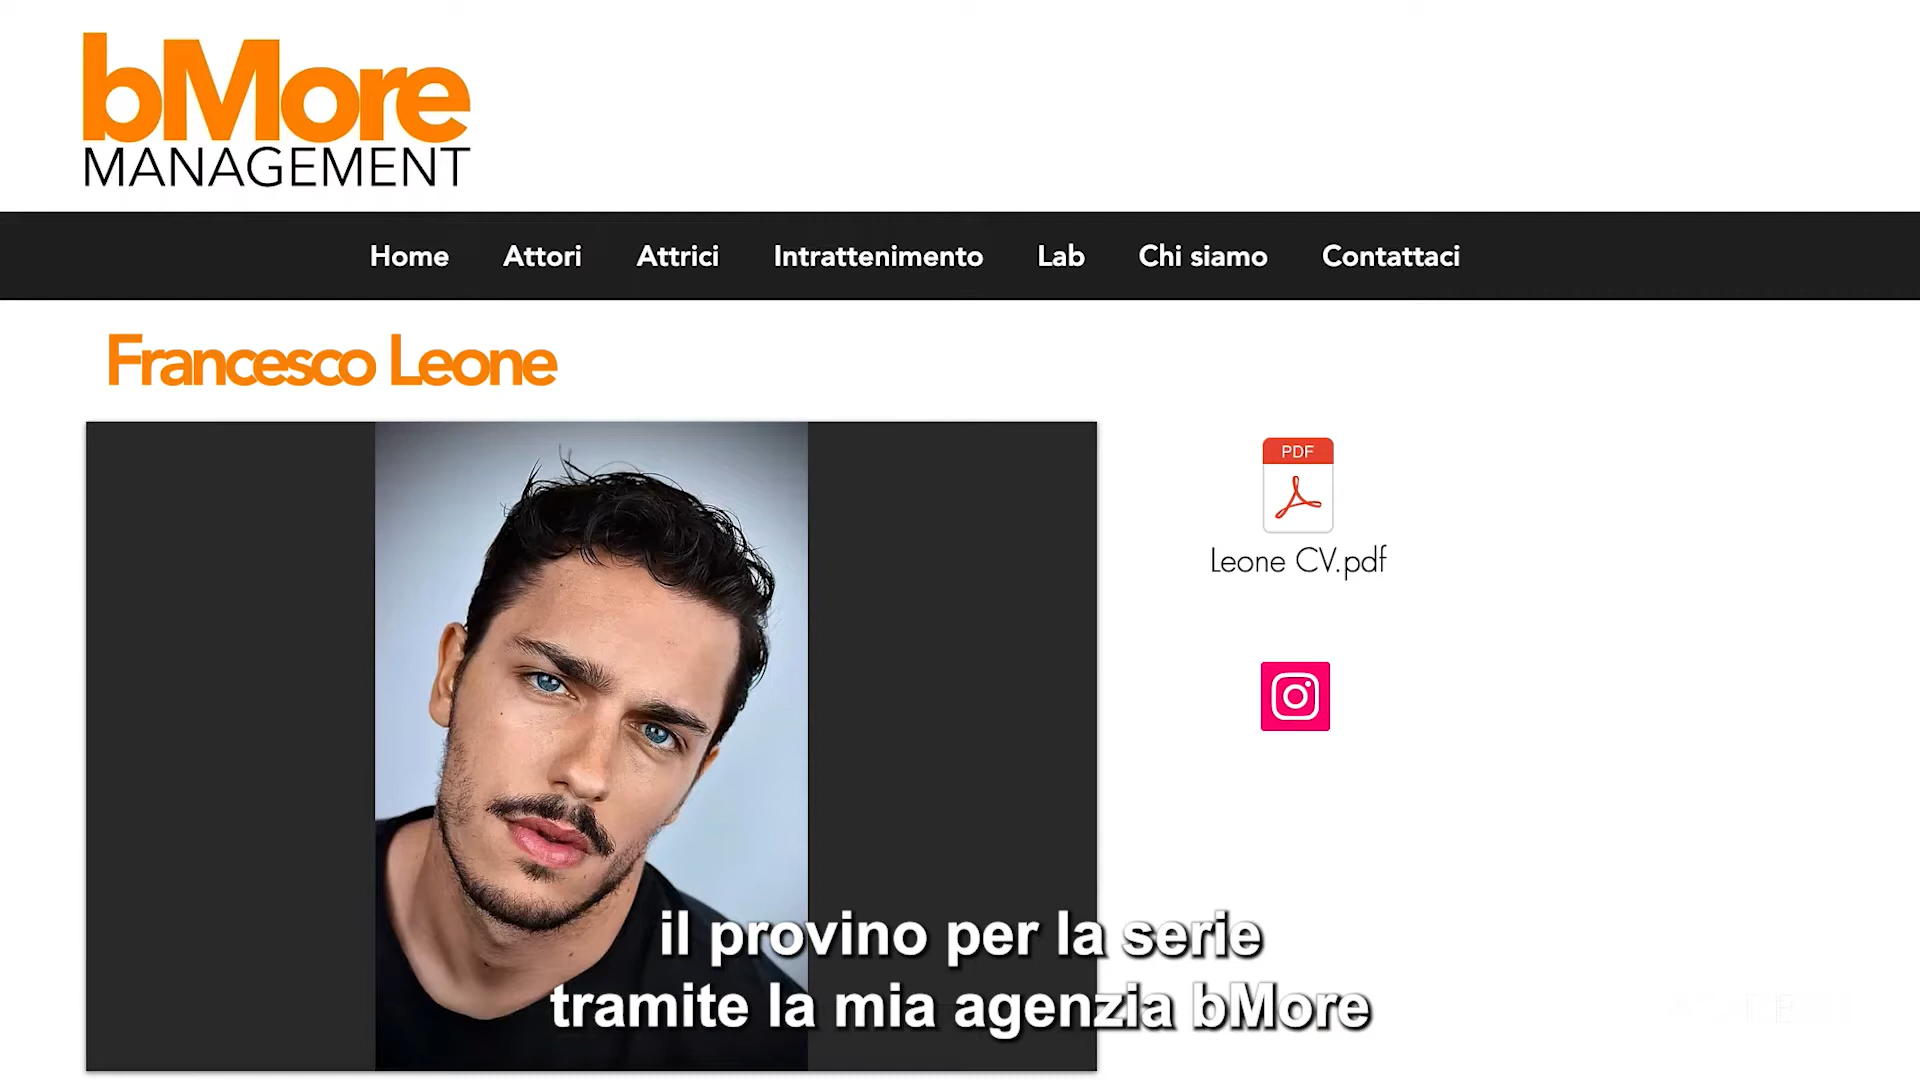 bMore
MANAGEMENT
Home Attori Attrici Intrattenimento Lab Chi siamo Contattaci
Francesco Leone
PDF
Leone CV.pdf
il provino per la serie
tramite la mia agenzia bMore